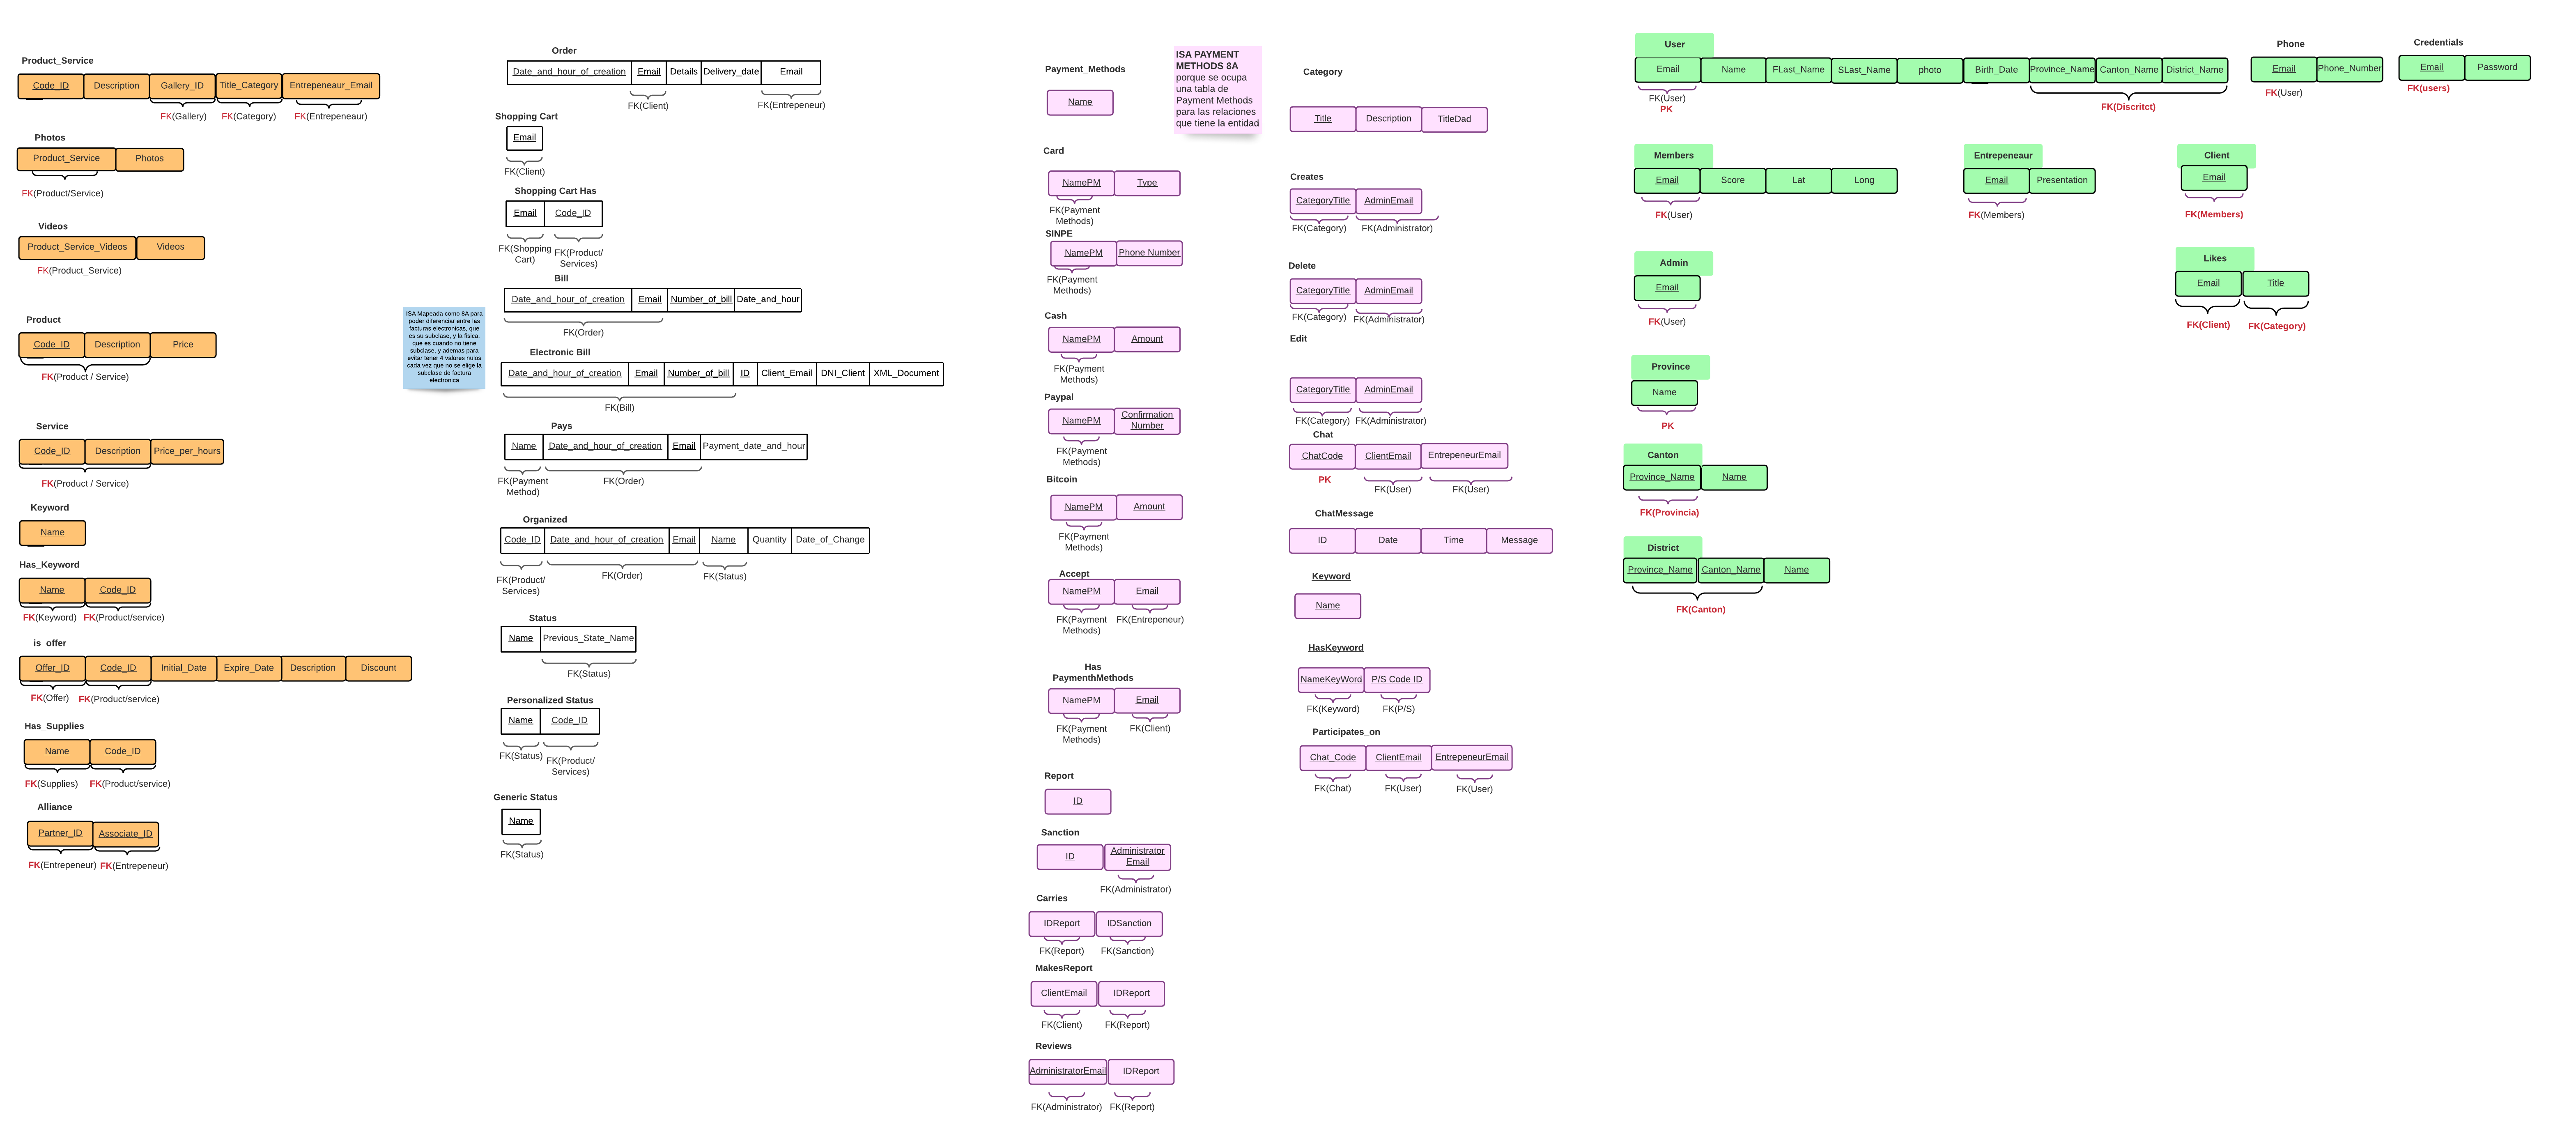 Product_Service
Code_ID Description Gallery_ID Title_Category Entrepeneaur_Email
FK(Gallery) FK(Category) FK(Entrepeneaur)
Photos
Product_Service Photos
FK(Product/Service)
Videos
Product_Service_Videos Videos
FK(Product_Service)
Product
Code_ID Description Price
FK(Product / Service)
Service
Code_ID Description Price_per_hours
FK(Product / Service)
Keyword
Name
Has_Keyword
Name Code_ID
FK(Keyword) FK(Product/service)
is_offer
Offer_ID Code_ID Initial_Date Expire_Date Description Discount
FK(Offer) FK(Product/service)
Has_Supplies
Name Code_ID
FK(Supplies) FK(Product/service)
Alliance
Partner_ID Associate_ID
FK(Entrepeneur) FK(Entrepeneur)
ISA Mapeada como 8A para
poder diferenciar entre las
facturas electronicas, que
es su subclase, y la fisica,
que es cuando no tiene
subclase, y ademas para
evitar tener 4 valores nulos
cada vez que no se elige la
subclase de factura
electronica
Order
Date_and_hour_of_creation Email Details Delivery_date Email
FK(Client) FK(Entrepeneur)
Shopping Cart
Email
FK(Client)
Shopping Cart Has
Email Code_ID
FK(Shopping
Cart)
FK(Product/
Services)
Bill
Date_and_hour_of_creation Email Number_of_bill Date_and_hour
FK(Order)
Electronic Bill
Date_and_hour_of_creation Email Number_of_bill ID Client_Email DNI_Client XML_Document
FK(Bill)
Pays
Name Date_and_hour_of_creation Email Payment_date_and_hour
FK(Payment
Method)
FK(Order)
Organized
Code_ID Date_and_hour_of_creation Email Name Quantity Date_of_Change
FK(Product/
Services)
FK(Order) FK(Status)
Status
Name Previous_State_Name
FK(Status)
Personalized Status
Name Code_ID
FK(Status)
FK(Product/
Services)
Generic Status
Name
FK(Status)
Payment_Methods
Name
ISA PAYMENT
METHODS 8A
porque se ocupa
una tabla de
Payment Methods
para las relaciones
que tiene la entidad
Card
NamePM Type
FK(Payment
Methods)
SINPE
NamePM Phone Number
FK(Payment
Methods)
Cash
NamePM Amount
FK(Payment
Methods)
Paypal
NamePM Confirmation
Number
FK(Payment
Methods)
Bitcoin
NamePM Amount
FK(Payment
Methods)
Accept
NamePM Email
FK(Payment
Methods)
FK(Entrepeneur)
Has
PaymenthMethods
NamePM Email
FK(Payment
Methods)
FK(Client)
Report
ID
Sanction
ID Administrator
Email
FK(Administrator)
Carries
IDReport IDSanction
FK(Report) FK(Sanction)
MakesReport
ClientEmail IDReport
FK(Client) FK(Report)
Reviews
AdministratorEmail IDReport
FK(Administrator) FK(Report)
Category
Title Description TitleDad
Creates
CategoryTitle AdminEmail
FK(Category) FK(Administrator)
Delete
CategoryTitle AdminEmail
FK(Category) FK(Administrator)
Edit
CategoryTitle AdminEmail
FK(Category) FK(Administrator)
Chat
ChatCode ClientEmail EntrepeneurEmail
PK FK(User) FK(User)
ChatMessage
ID Date Time Message
Keyword
Name
HasKeyword
NameKeyWord P/S Code ID
FK(Keyword) FK(P/S)
Participates_on
Chat_Code ClientEmail EntrepeneurEmail
FK(Chat) FK(User) FK(User)
User
Email Name FLast_Name SLast_Name photo Birth_Date Province_Name Canton_Name District_Name
FK(User)
PK
FK(Discritct)
Phone
Email Phone_Number
FK(User)
Credentials
Email Password
FK(users)
Members
Email Score Lat Long
FK(User)
Entrepeneaur
Email Presentation
FK(Members)
Client
Email
FK(Members)
Admin
Email
FK(User)
Likes
Email Title
FK(Client) FK(Category)
Province
Name
PK
Canton
Province_Name Name
FK(Provincia)
District
Province_Name Canton_Name Name
FK(Canton)